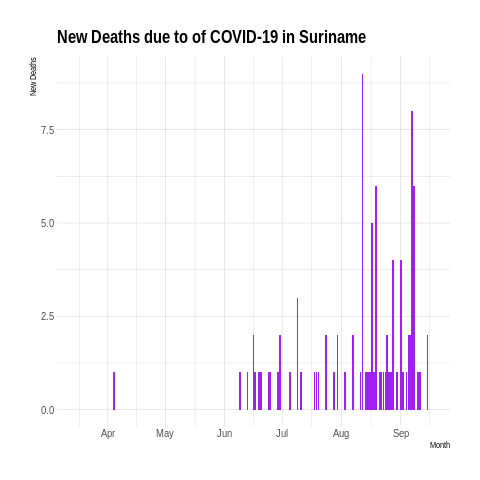 New Deaths due to of COVID-19 in Suriname
New Deaths
7.5
5.0
2.5
0.0
Apr May Jun Jul Aug Sep
Month